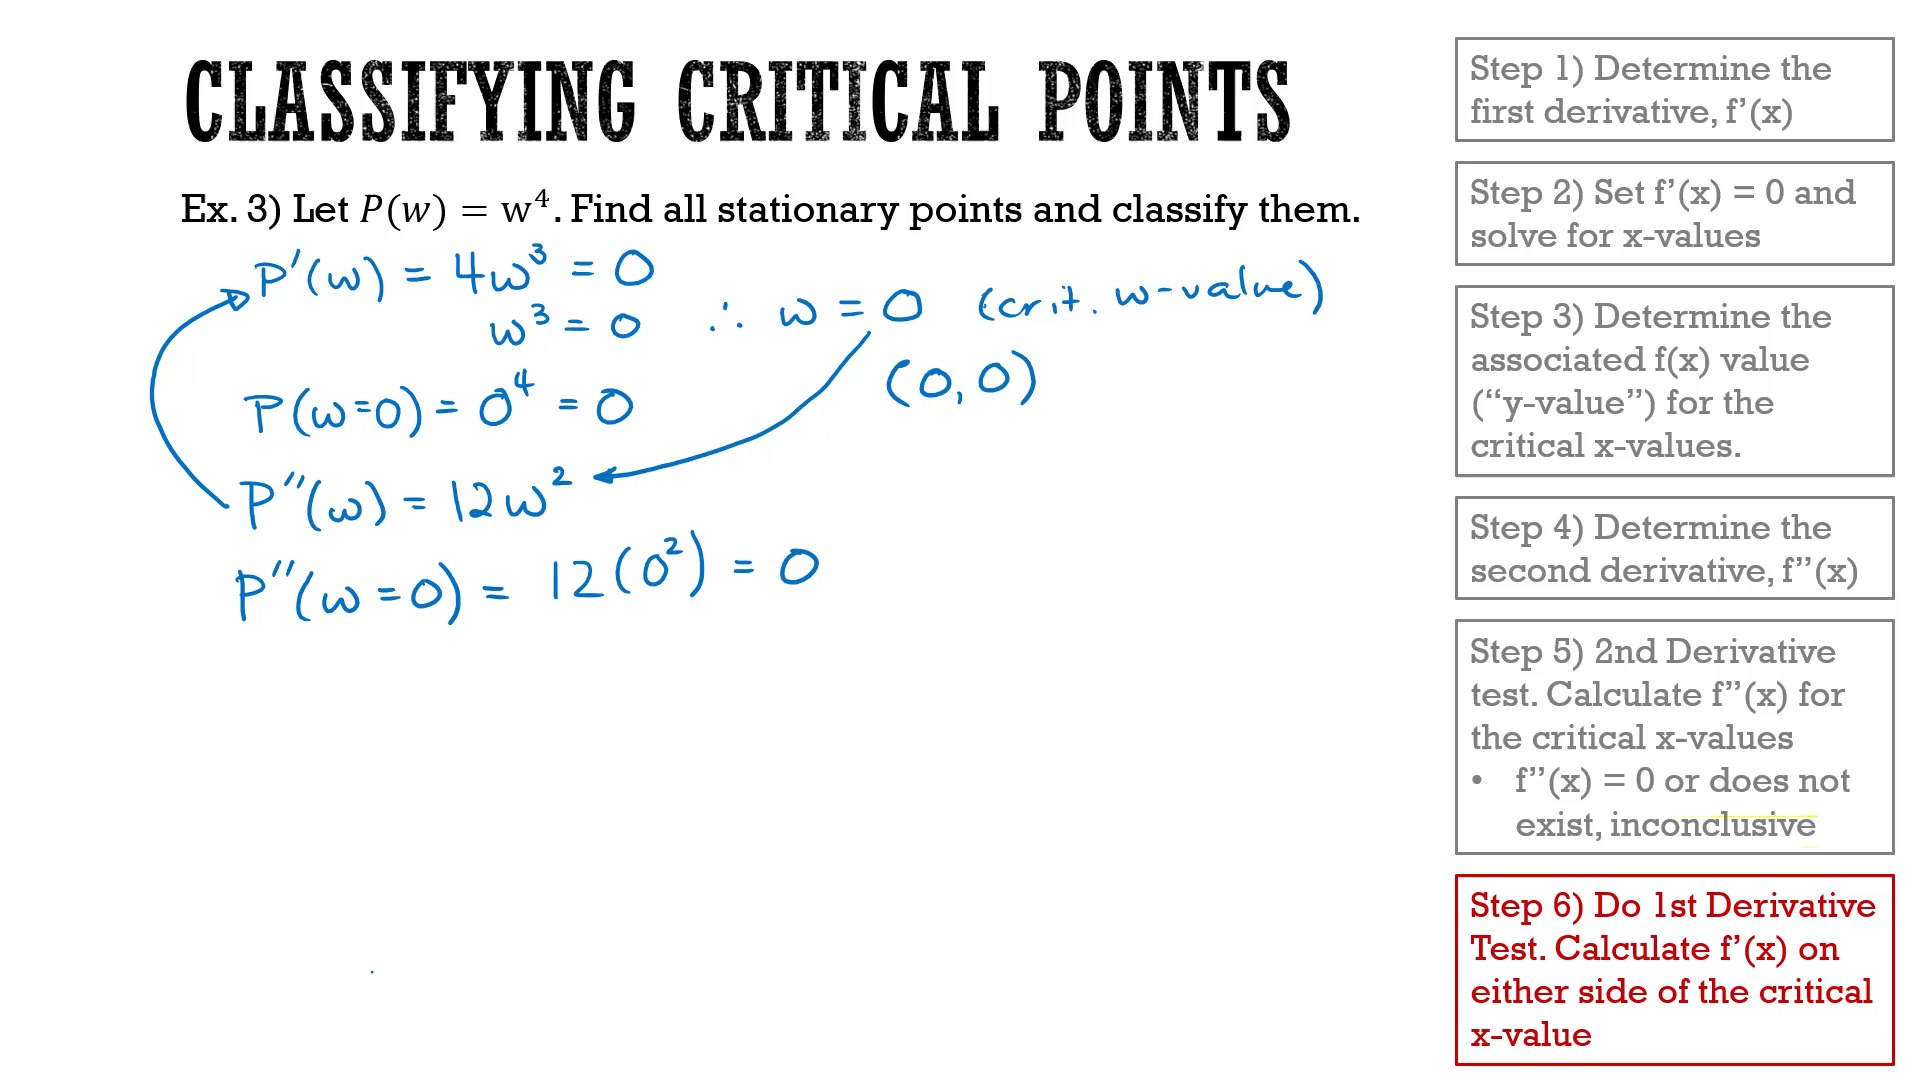 CLASSIFYING CRITICAL POINTS
Ex. 3) Let P(w) = w⁴. Find all stationary points and classify them.
P'(w) = 4w³ = 0
w³ = 0 ∴ w = 0 (crit. w-value)
(0,0)
P(w=0) = 0⁴ = 0
P''(w) = 12w²
P''(w=0) = 12(0²) = 0
Step 1) Determine the
first derivative, f’(x)
Step 2) Set f’(x) = 0 and
solve for x-values
Step 3) Determine the
associated f(x) value
(“y-value”) for the
critical x-values.
Step 4) Determine the
second derivative, f”(x)
Step 5) 2nd Derivative
test. Calculate f”(x) for
the critical x-values
• f”(x) = 0 or does not
exist, inconclusive
Step 6) Do 1st Derivative
Test. Calculate f’(x) on
either side of the critical
x-value